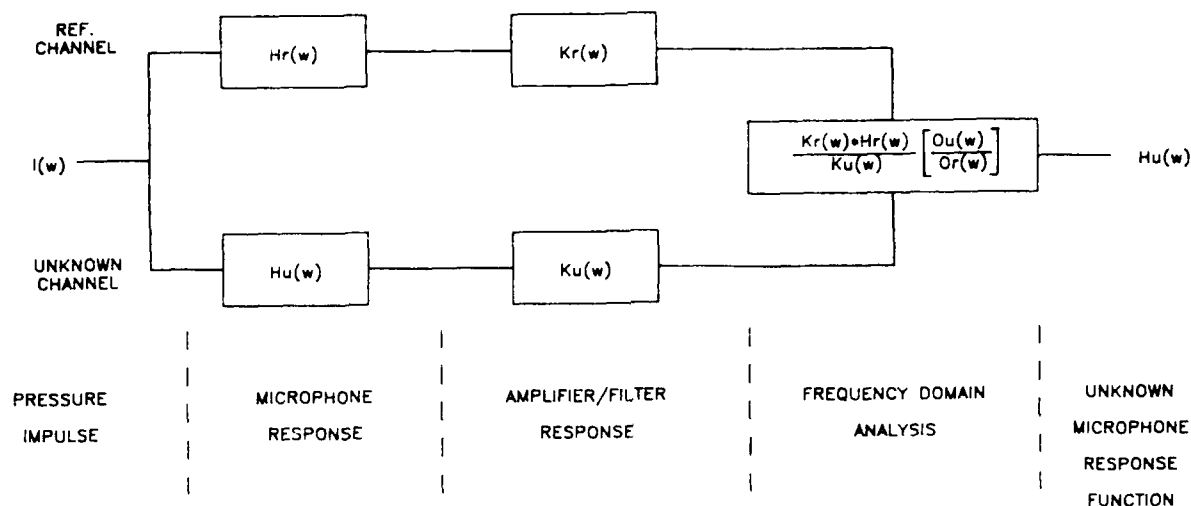 REF.
CHANNEL
Hr(w)
Kr(w)
I(w)
Kr(w)•Hr(w)
Ku(w)
[Ou(w)
Or(w)]
Hu(w)
UNKNOWN
CHANNEL
Hu(w)
Ku(w)
PRESSURE
IMPULSE
MICROPHONE
RESPONSE
AMPLIFIER/FILTER
RESPONSE
FREQUENCY DOMAIN
ANALYSIS
UNKNOWN
MICROPHONE
RESPONSE
FUNCTION